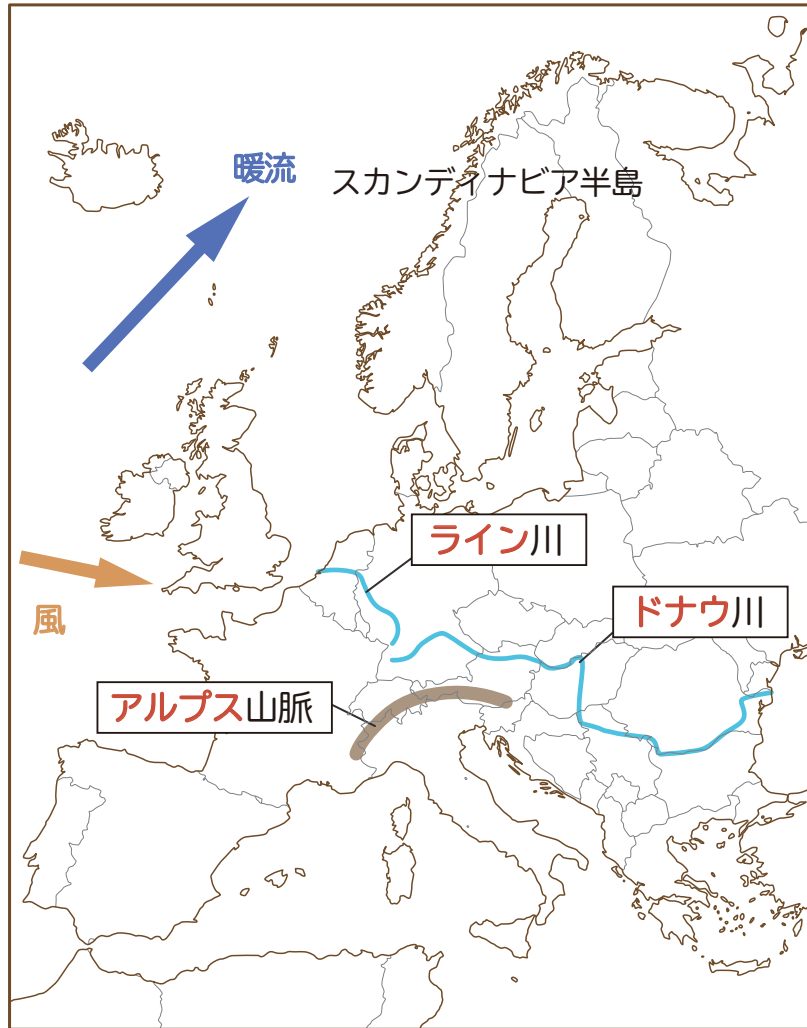 暖流
スカンディナビア半島
ライン川
風
ドナウ川
アルプス山脈